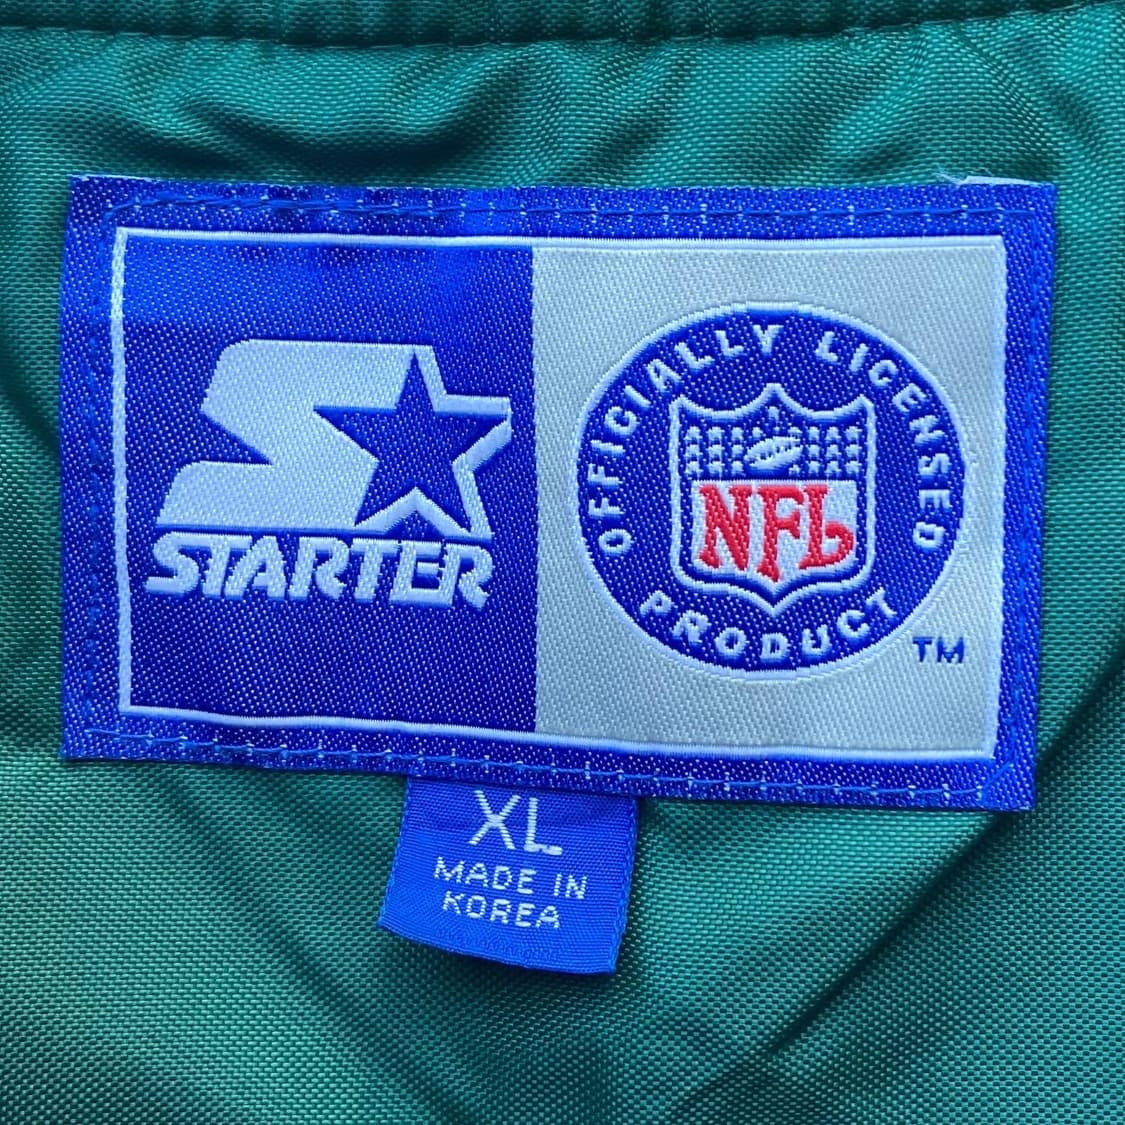 STARTER
OFFICIALLY LICENSED
NFL
PRODUCT
TM
XL
MADE IN
KOREA